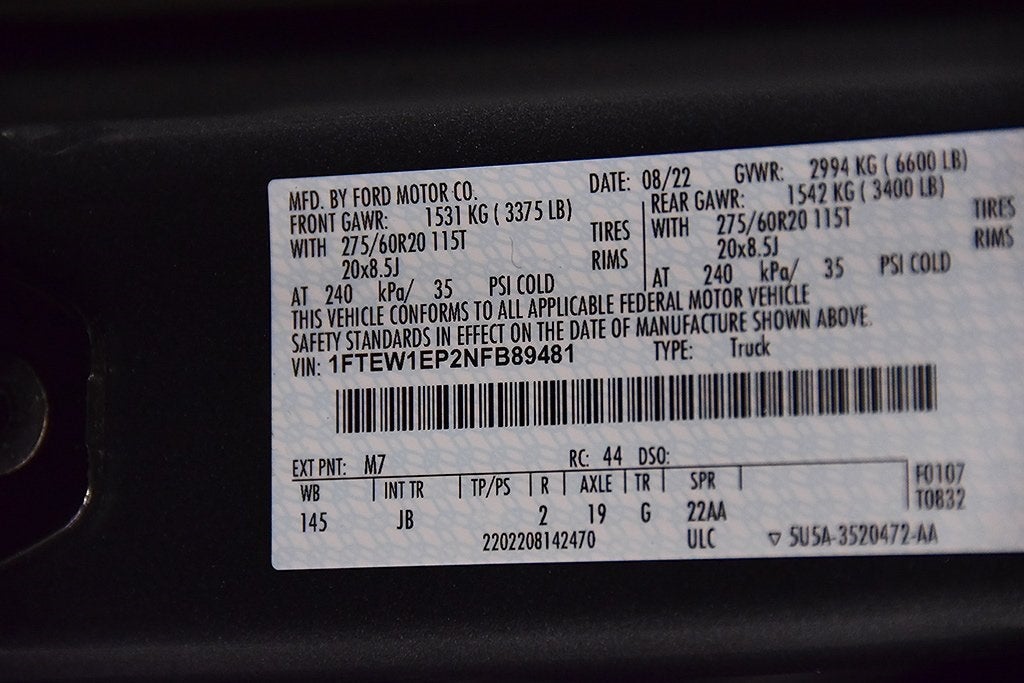 MFD. BY FORD MOTOR CO. DATE: 08/22 GVWR: 2994 KG ( 6600 LB)
FRONT GAWR: 1531 KG ( 3375 LB) REAR GAWR: 1542 KG ( 3400 LB)
WITH 275/60R20 115T TIRES WITH 275/60R20 115T TIRES
20x8.5J RIMS 20x8.5J RIMS
AT 240 kPa/ 35 PSI COLD AT 240 kPa/ 35 PSI COLD
THIS VEHICLE CONFORMS TO ALL APPLICABLE FEDERAL MOTOR VEHICLE
SAFETY STANDARDS IN EFFECT ON THE DATE OF MANUFACTURE SHOWN ABOVE.
VIN: 1FTEW1EP2NFB89481 TYPE: Truck
EXT PNT: M7 RC: 44 DSO:
WB INT TR TP/PS R AXLE TR SPR F0107
145 JB 2 19 G 22AA T0832
2202208142470 ULC ▽ 5U5A-3520472-AA